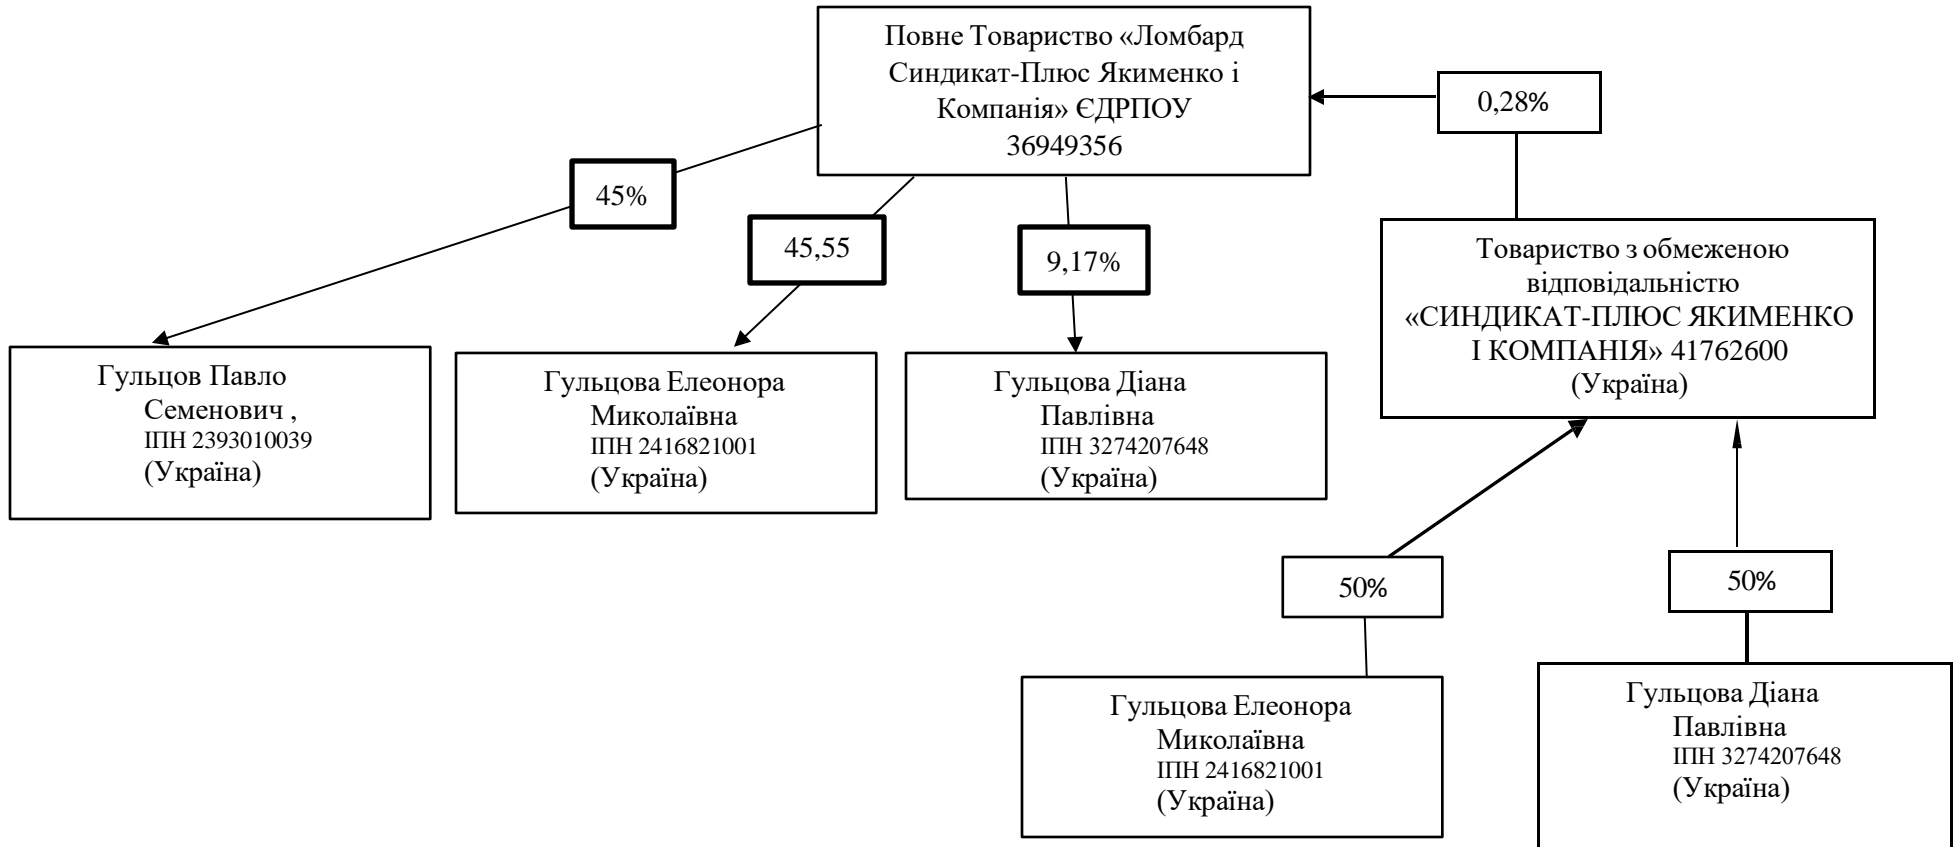 Повне Товариство «Ломбард
Синдикат-Плюс Якименко і
Компанія» ЄДРПОУ
36949356
0,28%
45%
45,55
9,17%
Товариство з обмеженою
відповідальністю
«СИНДИКАТ-ПЛЮС ЯКИМЕНКО
І КОМПАНІЯ» 41762600
(Україна)
Гульцов Павло
Семенович ,
ІПН 2393010039
(Україна)
Гульцова Елеонора
Миколаївна
ІПН 2416821001
(Україна)
Гульцова Діана
Павлівна
ІПН 3274207648
(Україна)
50%
50%
Гульцова Елеонора
Миколаївна
ІПН 2416821001
(Україна)
Гульцова Діана
Павлівна
ІПН 3274207648
(Україна)